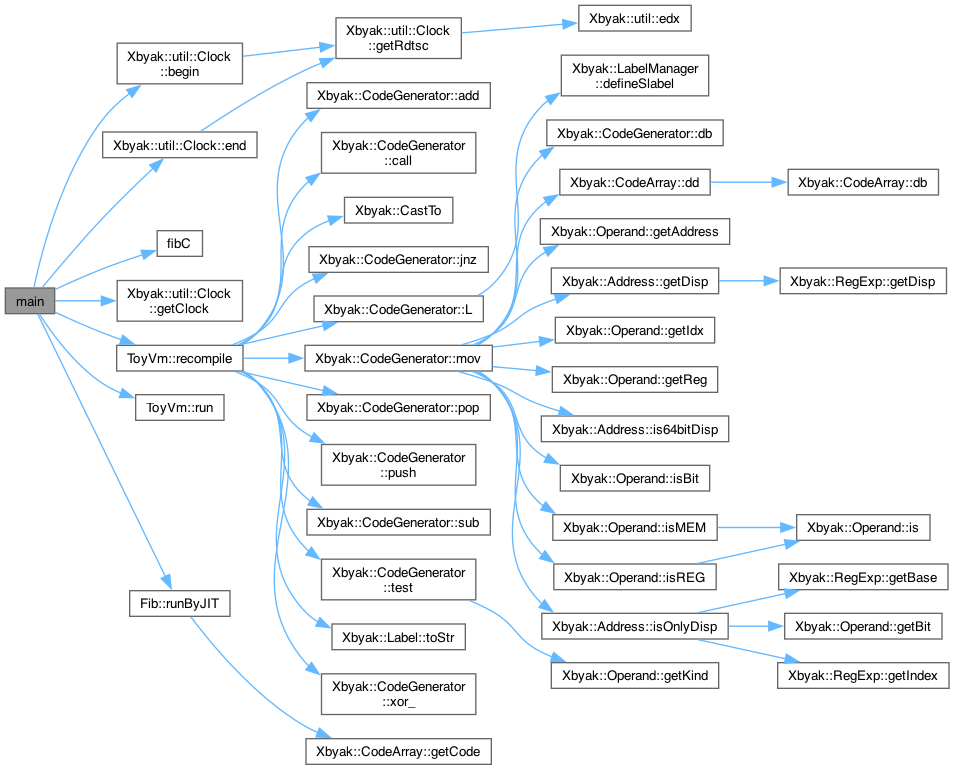 main
Xbyak::util::Clock
::begin
Xbyak::util::Clock::end
fibC
Xbyak::util::Clock
::getClock
ToyVm::recompile
ToyVm::run
Fib::runByJIT
Xbyak::util::Clock
::getRdtsc
Xbyak::CodeGenerator::add
Xbyak::CodeGenerator
::call
Xbyak::CastTo
Xbyak::CodeGenerator::jnz
Xbyak::CodeGenerator::L
Xbyak::CodeGenerator::mov
Xbyak::CodeGenerator::pop
Xbyak::CodeGenerator
::push
Xbyak::CodeGenerator::sub
Xbyak::CodeGenerator
::test
Xbyak::Label::toStr
Xbyak::CodeGenerator
::xor_
Xbyak::CodeArray::getCode
Xbyak::util::edx
Xbyak::LabelManager
::defineSlabel
Xbyak::CodeGenerator::db
Xbyak::CodeArray::dd
Xbyak::Operand::getAddress
Xbyak::Address::getDisp
Xbyak::Operand::getIdx
Xbyak::Operand::getReg
Xbyak::Address::is64bitDisp
Xbyak::Operand::isBit
Xbyak::Operand::isMEM
Xbyak::Operand::isREG
Xbyak::Address::isOnlyDisp
Xbyak::Operand::getKind
Xbyak::CodeArray::db
Xbyak::RegExp::getDisp
Xbyak::Operand::is
Xbyak::RegExp::getBase
Xbyak::Operand::getBit
Xbyak::RegExp::getIndex